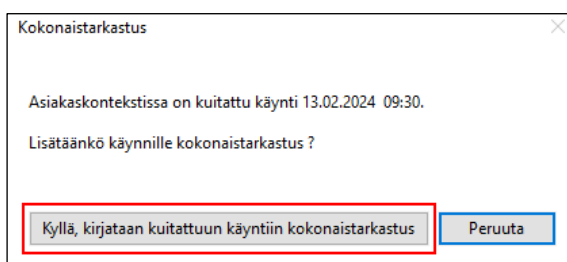 Kokonaistarkastus
Asiakaskontekstissa on kuitattu käynti 13.02.2024 09:30.
Lisätäänkö käynnille kokonaistarkastus ?
Kyllä, kirjataan kuitattuun käyntiin kokonaistarkastus
Peruuta